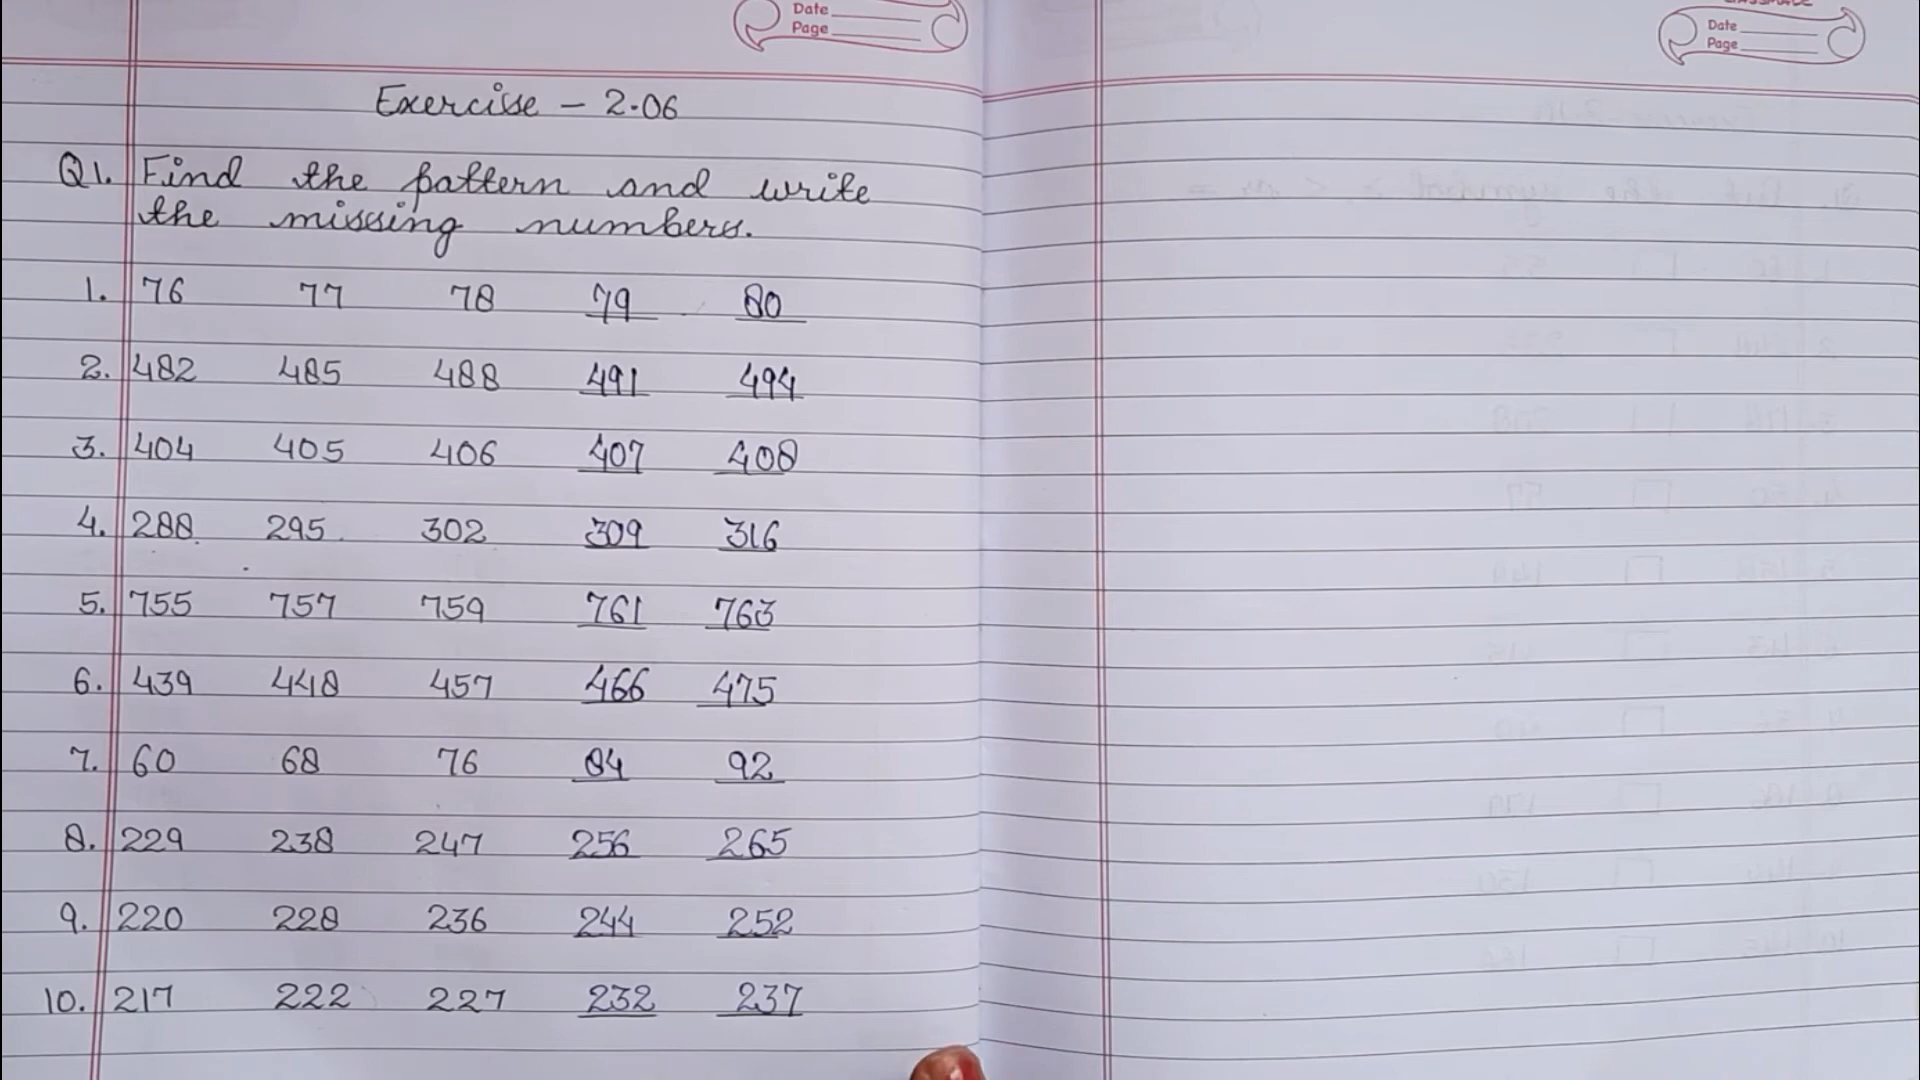 Date
Page
Date
Page
Exercise - 2.06
Q1. Find the pattern and write
the missing numbers.
1. 76 77 78 79 80
2. 482 485 488 491 494
3. 404 405 406 407 408
4. 288 295 302 309 316
5. 755 757 759 761 763
6. 439 448 457 466 475
7. 60 68 76 84 92
8. 229 238 247 256 265
9. 220 228 236 244 252
10. 217 222 227 232 237